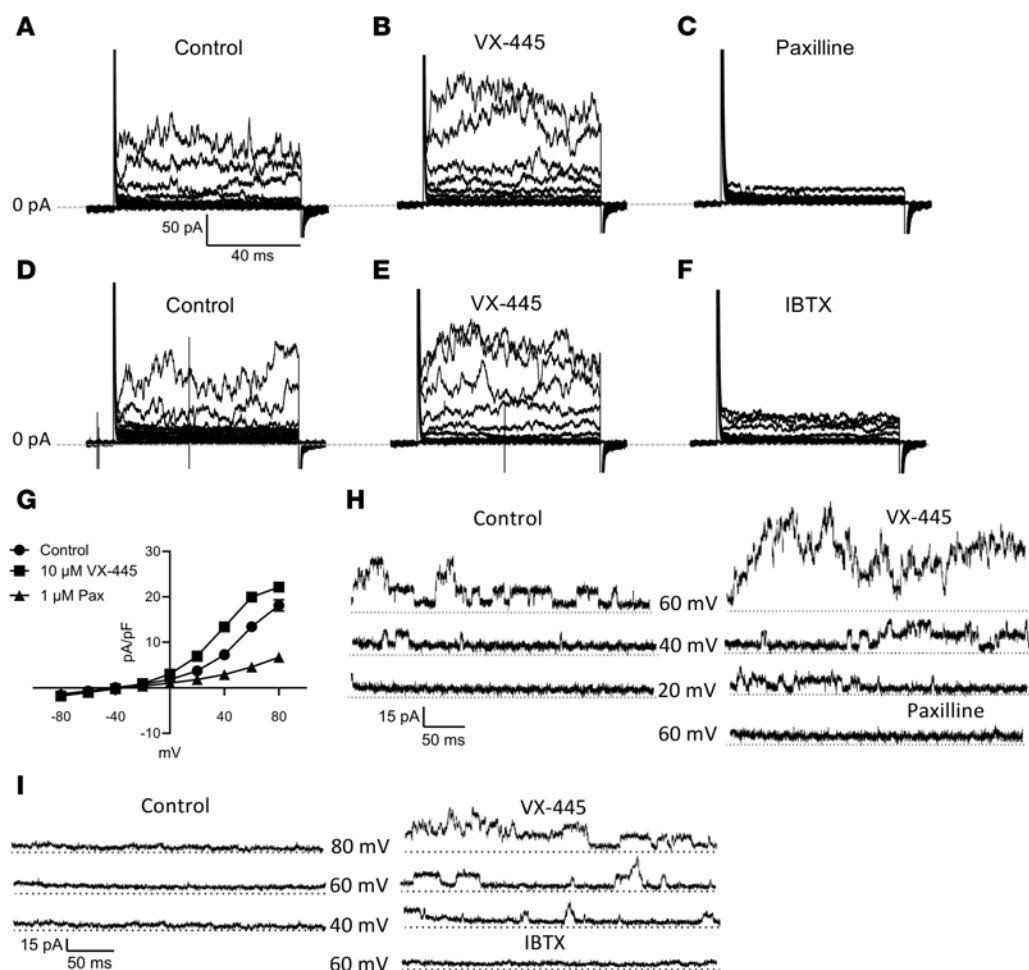 A
Control
B
VX-445
C
Paxilline
0 pA
50 pA
40 ms
D
Control
E
VX-445
F
IBTX
0 pA
G
Control
10 µM VX-445
1 µM Pax
30
20
10
-10
pA/pF
-80
-40
40
80
mV
H
Control
VX-445
60 mV
40 mV
20 mV
Paxilline
60 mV
15 pA
50 ms
I
Control
VX-445
80 mV
60 mV
40 mV
IBTX
60 mV
15 pA
50 ms